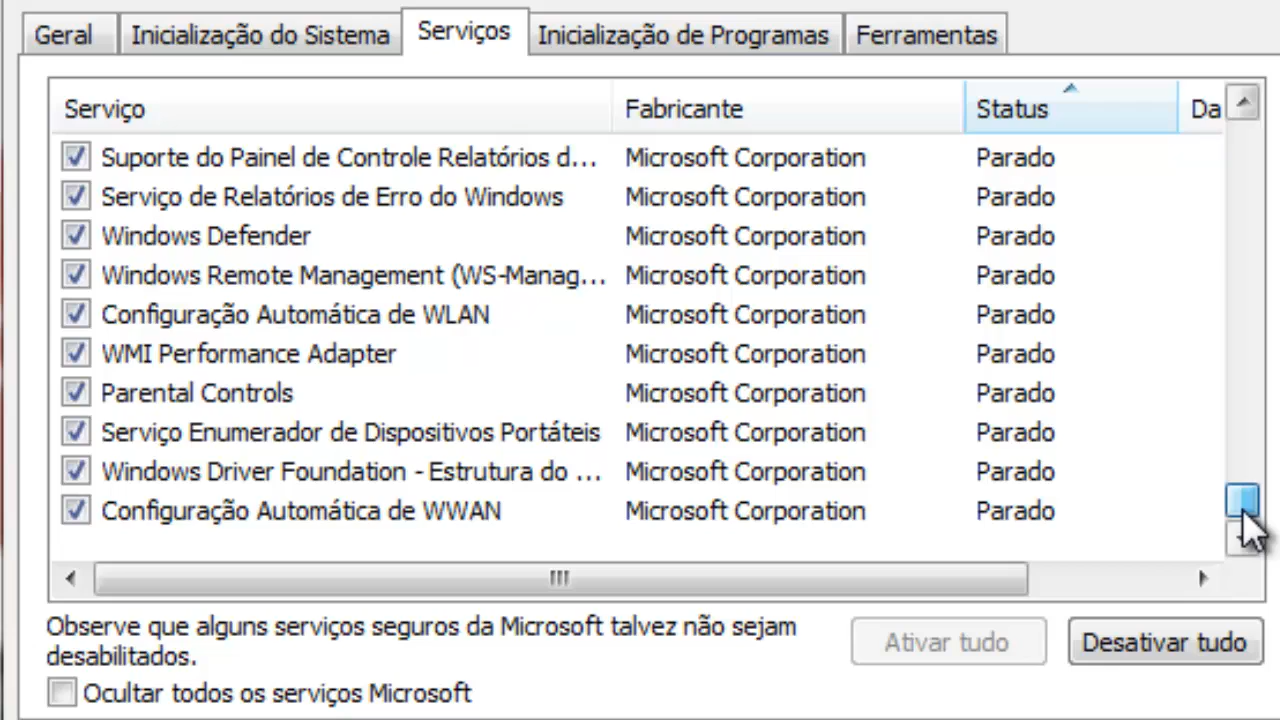 Geral Inicialização do Sistema Serviços Inicialização de Programas Ferramentas
Serviço Fabricante Status Da
Suporte do Painel de Controle Relatórios d... Microsoft Corporation Parado
Serviço de Relatórios de Erro do Windows Microsoft Corporation Parado
Windows Defender Microsoft Corporation Parado
Windows Remote Management (WS-Manag... Microsoft Corporation Parado
Configuração Automática de WLAN Microsoft Corporation Parado
WMI Performance Adapter Microsoft Corporation Parado
Parental Controls Microsoft Corporation Parado
Serviço Enumerador de Dispositivos Portáteis Microsoft Corporation Parado
Windows Driver Foundation - Estrutura do ... Microsoft Corporation Parado
Configuração Automática de WWAN Microsoft Corporation Parado
Observe que alguns serviços seguros da Microsoft talvez não sejam
desabilitados.
Ativar tudo Desativar tudo
Ocultar todos os serviços Microsoft